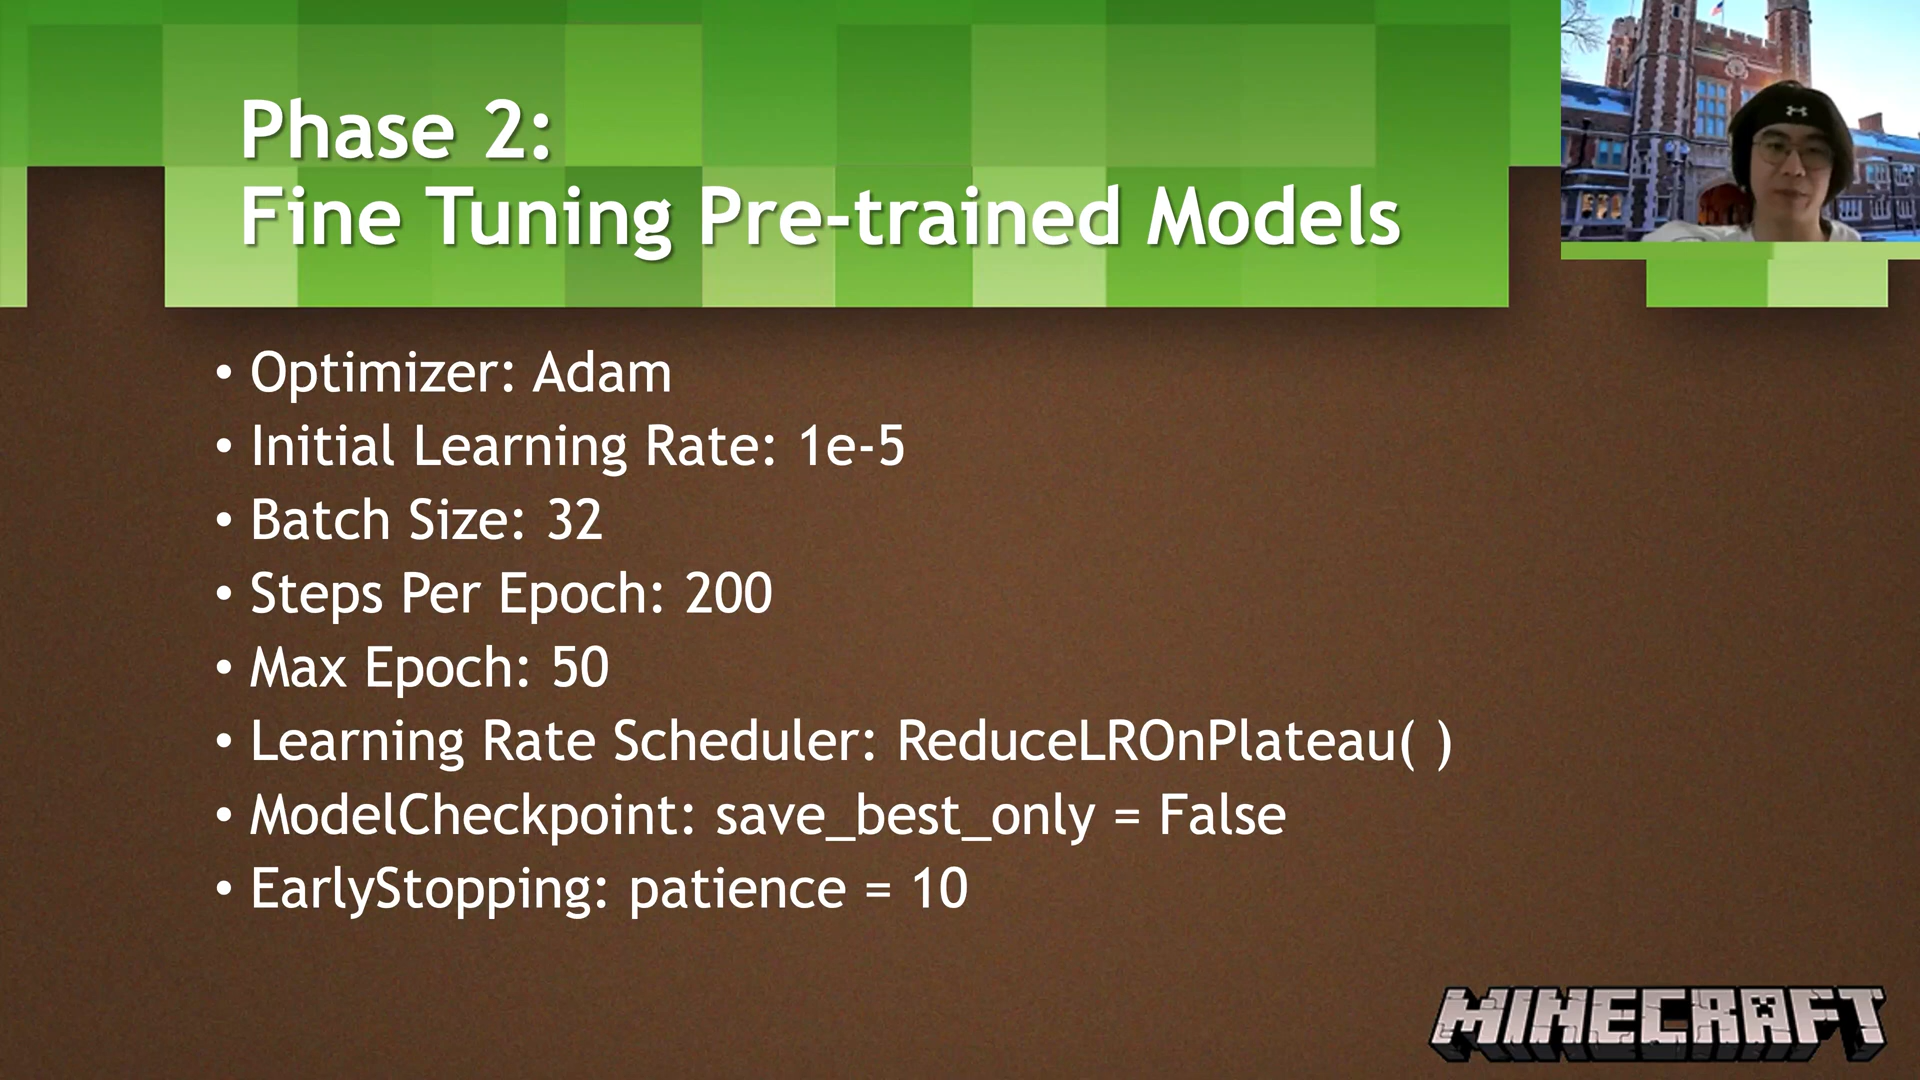 Phase 2:
Fine Tuning Pre-trained Models
• Optimizer: Adam
• Initial Learning Rate: 1e-5
• Batch Size: 32
• Steps Per Epoch: 200
• Max Epoch: 50
• Learning Rate Scheduler: ReduceLROnPlateau( )
• ModelCheckpoint: save_best_only = False
• EarlyStopping: patience = 10
MINECRAFT